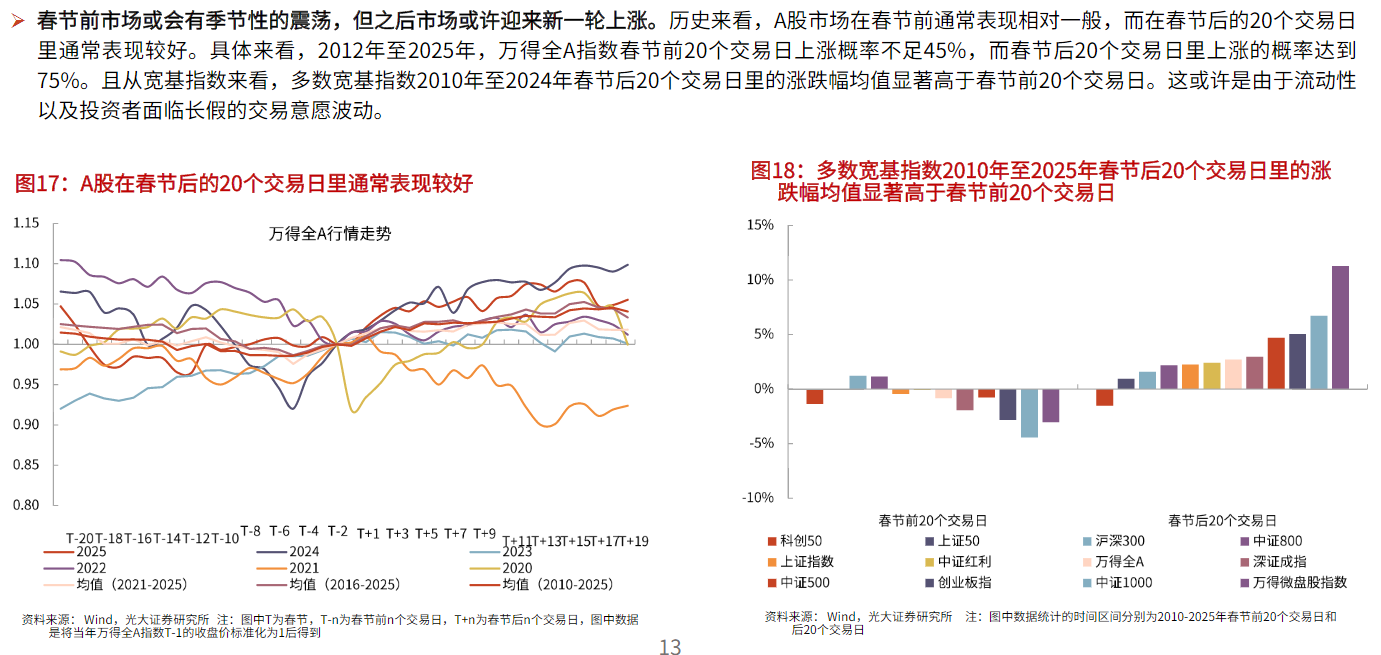 ➢ 春节前市场或会有季节性的震荡，但之后市场或许迎来新一轮上涨。历史来看，A股市场在春节前通常表现相对一般，而在春节后的20个交易日
里通常表现较好。具体来看，2012年至2025年，万得全A指数春节前20个交易日上涨概率不足45%，而春节后20个交易日里上涨的概率达到
75%。且从宽基指数来看，多数宽基指数2010年至2024年春节后20个交易日里的涨跌幅均值显著高于春节前20个交易日。这或许是由于流动性
以及投资者面临长假的交易意愿波动。
图17：A股在春节后的20个交易日里通常表现较好
万得全A行情走势
1.15
1.10
1.05
1.00
0.95
0.90
0.85
0.80
T-20 T-18 T-16 T-14 T-12 T-10 T-8 T-6 T-4 T-2 T+1 T+3 T+5 T+7 T+9 T+11 T+13 T+15 T+17 T+19
2025 2024 2023
2022 2021 2020
均值（2021-2025） 均值（2016-2025） 均值（2010-2025）
资料来源：Wind，光大证券研究所 注：图中T为春节，T-n为春节前n个交易日，T+n为春节后n个交易日，图中数据
是将当年万得全A指数T-1的收盘价标准化为1后得到
图18：多数宽基指数2010年至2025年春节后20个交易日里的涨
跌幅均值显著高于春节前20个交易日
15%
10%
5%
0%
-5%
-10%
春节前20个交易日 春节后20个交易日
科创50 上证50 沪深300 中证800
上证指数 中证红利 万得全A 深证成指
中证500 创业板指 中证1000 万得微盘股指数
资料来源：Wind，光大证券研究所 注：图中数据统计的时间区间分别为2010-2025年春节前20个交易日和
后20个交易日
13